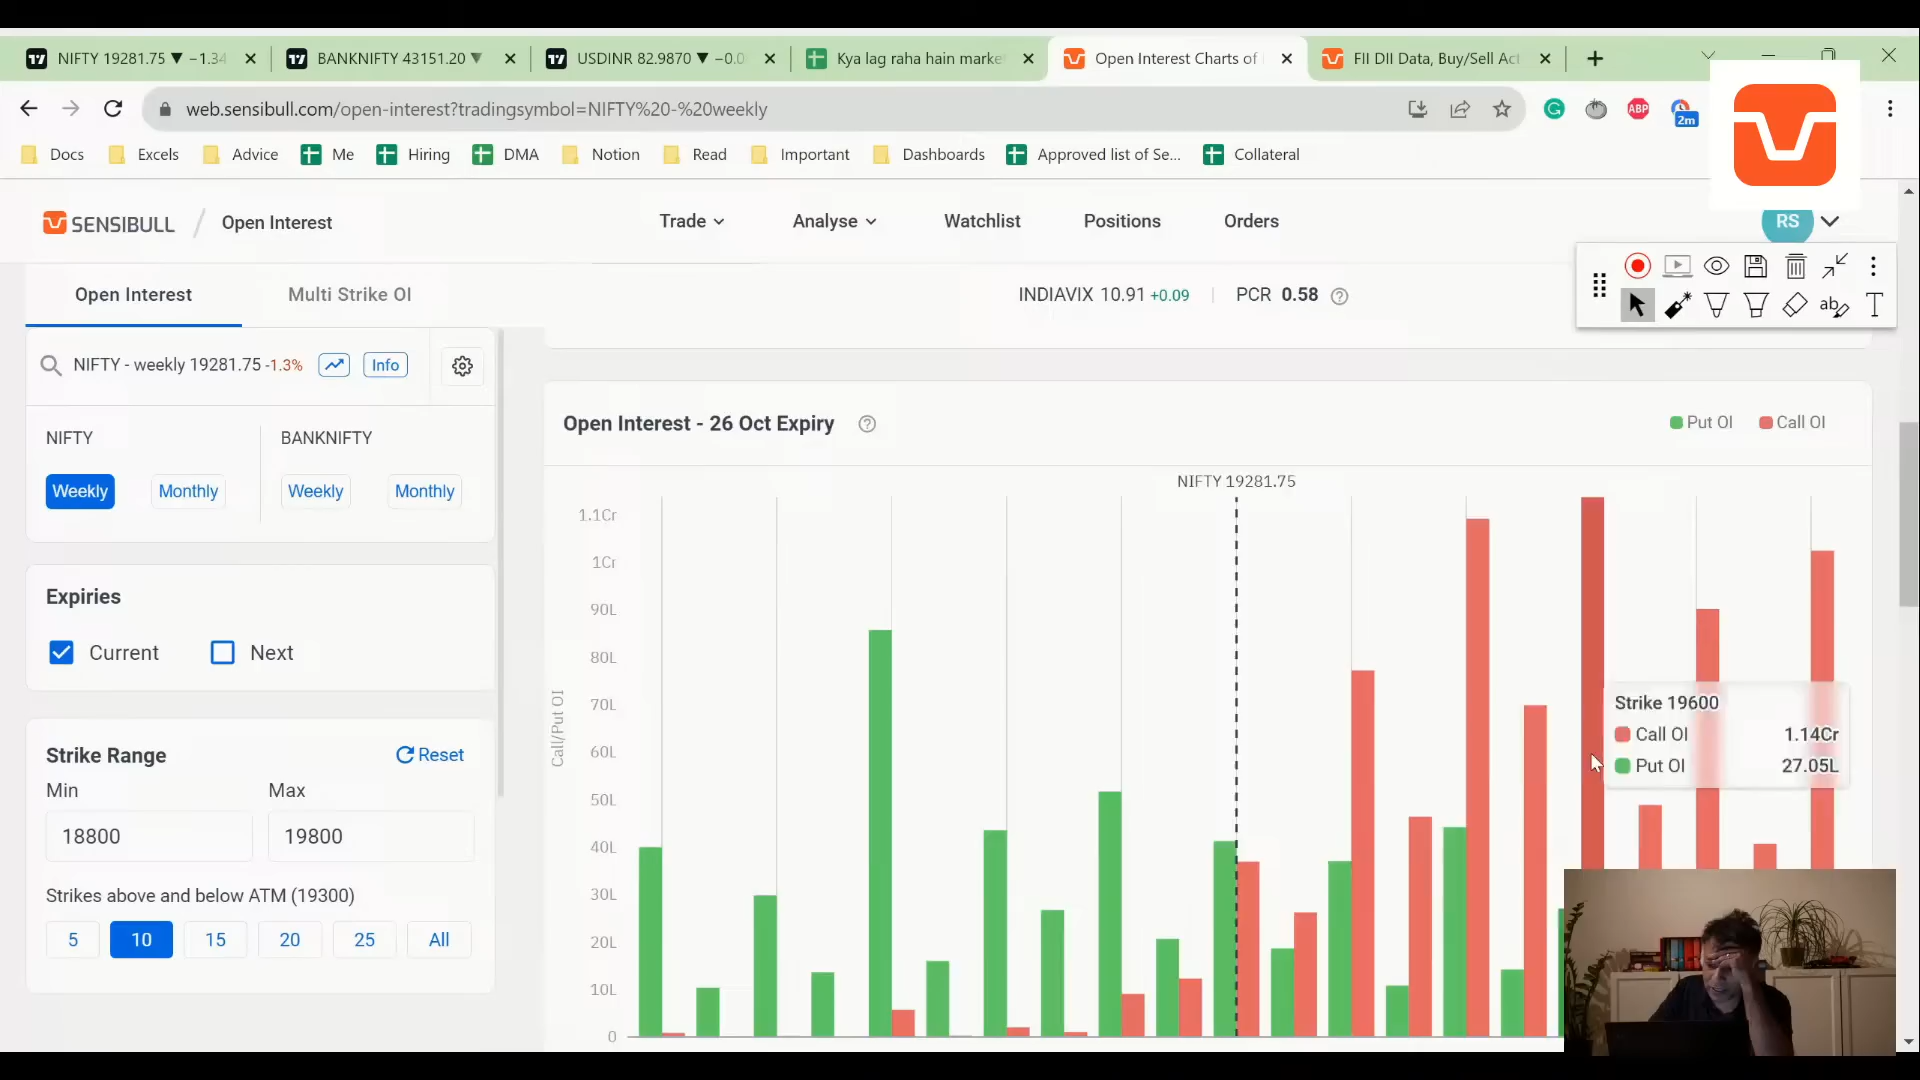 NIFTY 19281.75 ▼ −1.34
BANKNIFTY 43151.20 ▼
USDINR 82.9870 ▼ −0.0
Kya lag raha hain marke
Open Interest Charts of
FII DII Data, Buy/Sell Act
web.sensibull.com/open-interest?tradingsymbol=NIFTY%20-%20weekly
ABP
2m
Docs
Excels
Advice
Me
Hiring
DMA
Notion
Read
Important
Dashboards
Approved list of Se...
Collateral
SENSIBULL / Open Interest
Trade
Analyse
Watchlist
Positions
Orders
RS
Open Interest
Multi Strike OI
INDIAVIX 10.91 +0.09
PCR 0.58
NIFTY - weekly 19281.75 -1.3%
Info
NIFTY
BANKNIFTY
Weekly
Monthly
Weekly
Monthly
Expiries
Current
Next
Strike Range
Reset
Min
Max
18800
19800
Strikes above and below ATM (19300)
5
10
15
20
25
All
Open Interest - 26 Oct Expiry
Put OI
Call OI
NIFTY 19281.75
Call/Put OI
1.1Cr
1Cr
90L
80L
70L
60L
50L
40L
30L
20L
10L
0
Strike 19600
Call OI 1.14Cr
Put OI 27.05L